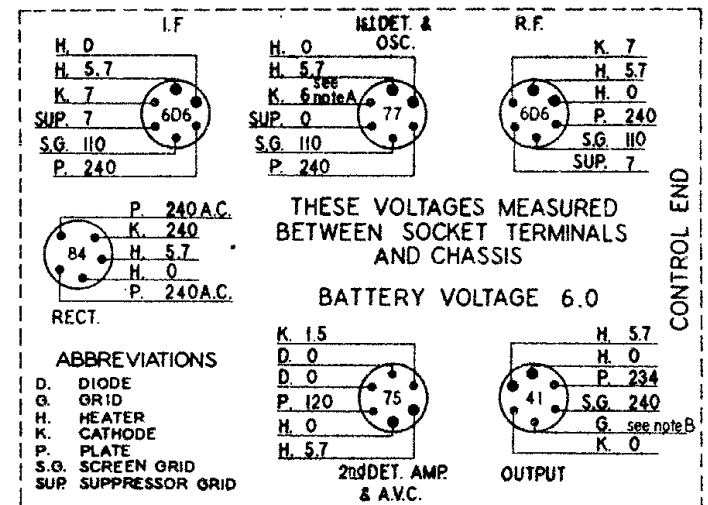 I.F
H. 0
H. 5.7
K. 7
SUP. 7
S.G. 110
P. 240
6D6
1st DET. &
OSC.
H. 0
H. 5.7
K. 6 see note A
SUP. 0
S.G. 110
P. 240
77
R.F.
K. 7
H. 5.7
H. 0
P. 240
S.G. 110
SUP. 7
6D6
P. 240 A.C.
K. 240
H. 5.7
H. 0
P. 240 A.C.
84
RECT.
THESE VOLTAGES MEASURED
BETWEEN SOCKET TERMINALS
AND CHASSIS
BATTERY VOLTAGE 6.0
CONTROL END
ABBREVIATIONS
D. DIODE
G. GRID
H. HEATER
K. CATHODE
P. PLATE
S.G. SCREEN GRID
SUP. SUPPRESSOR GRID
K. 1.5
D. 0
D. 0
P. 120
H. 0
H. 5.7
75
2nd DET. AMP.
& A.V.C.
H. 5.7
H. 0
P. 234
S.G. 240
G. see note B
K. 0
41
OUTPUT